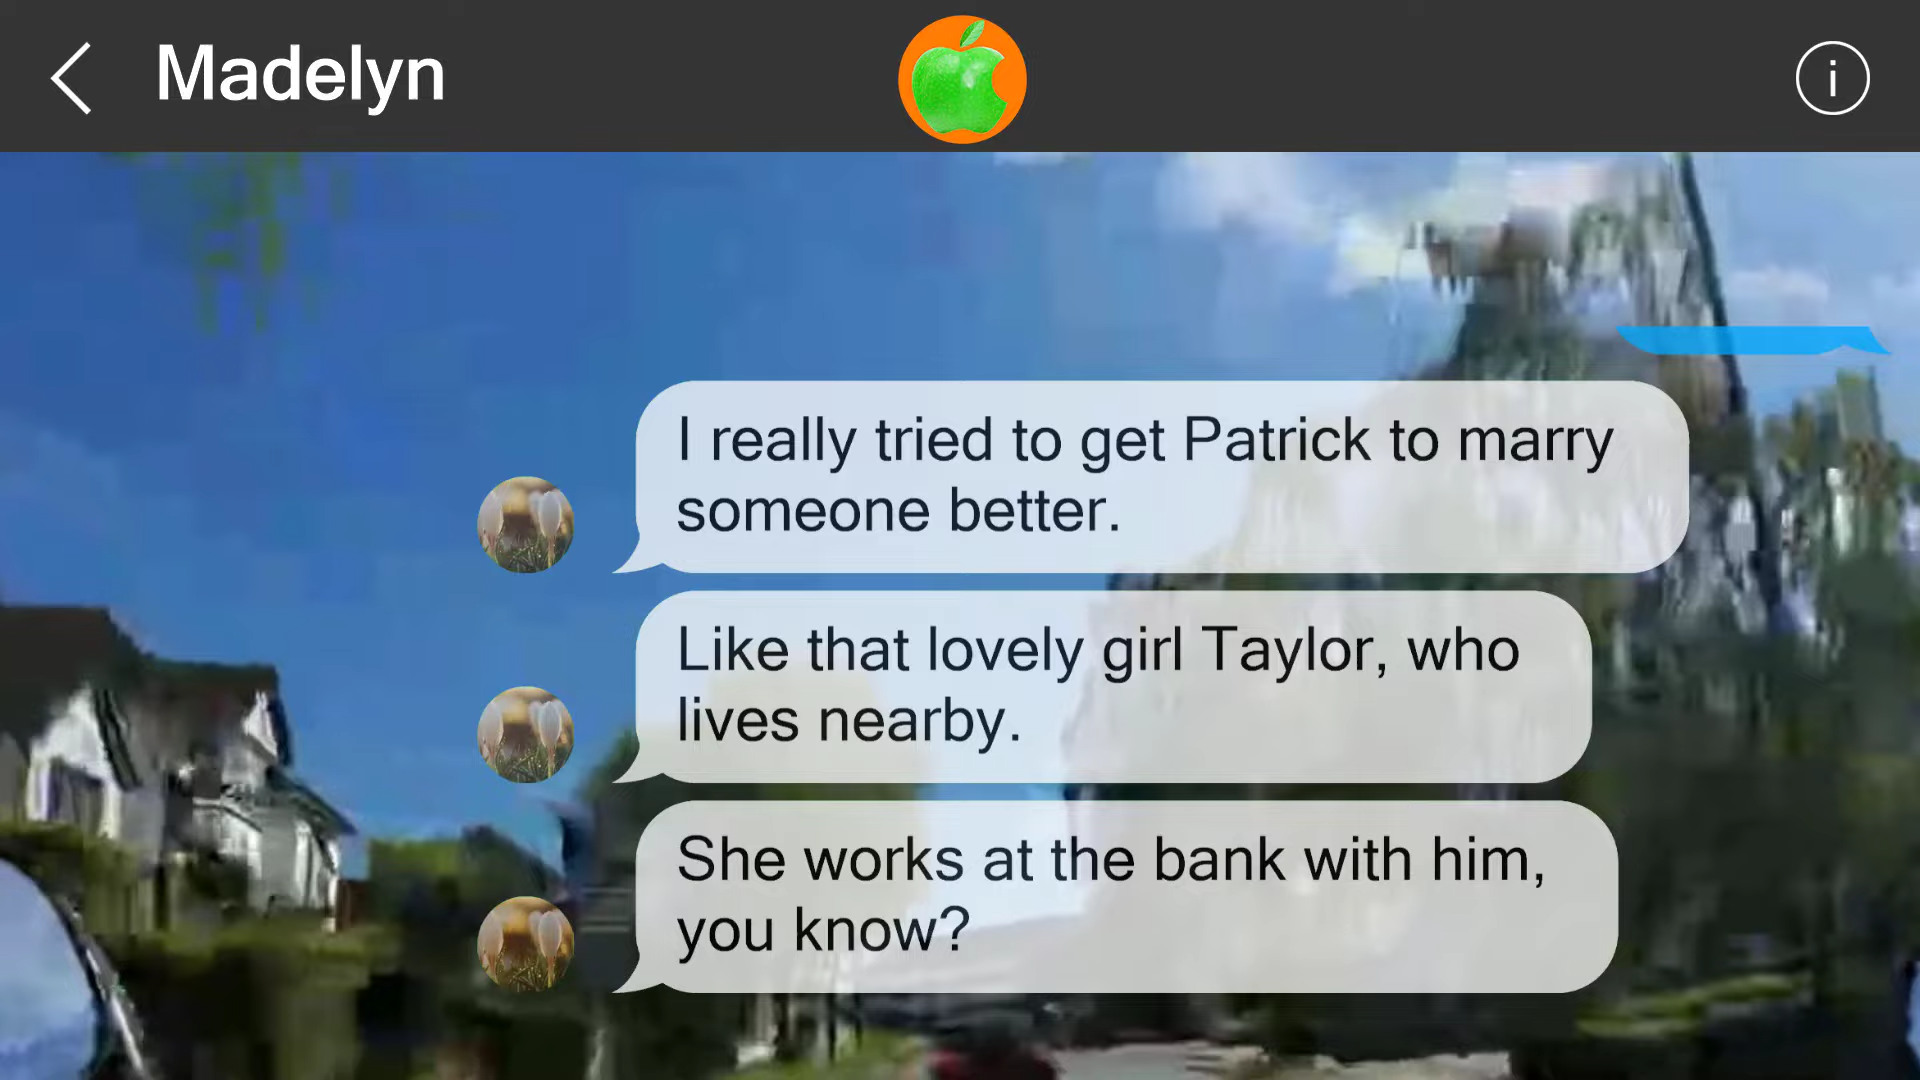 Madelyn
I really tried to get Patrick to marry
someone better.
Like that lovely girl Taylor, who
lives nearby.
She works at the bank with him,
you know?